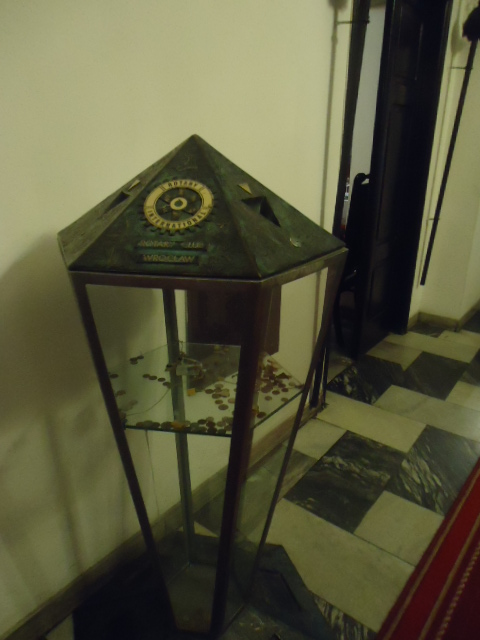 ROTARY
INTERNATIONAL
ROTARY CLUB
WROCŁAW